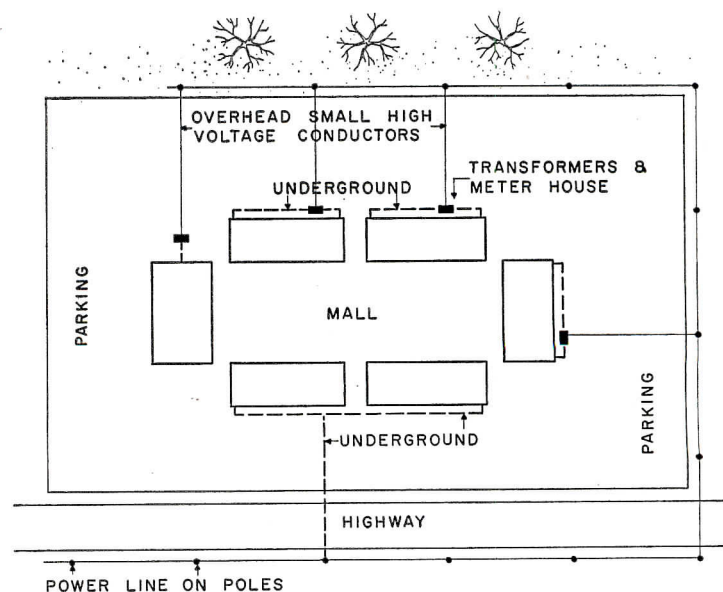 OVERHEAD SMALL HIGH
VOLTAGE CONDUCTORS
TRANSFORMERS &
METER HOUSE
UNDERGROUND
PARKING
MALL
PARKING
UNDERGROUND
HIGHWAY
POWER LINE ON POLES